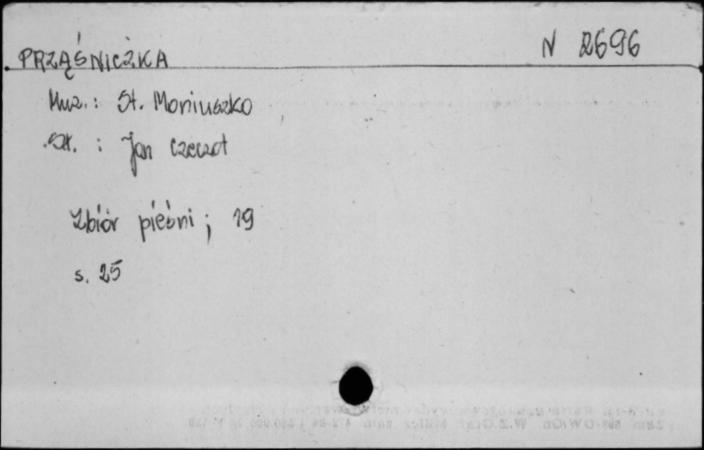 N 2696
PRZĄŚNICZKA
Muz.: St. Moniuszko
Sł. : Jan Czeczot
Zbiór pieśni; 19
s. 25